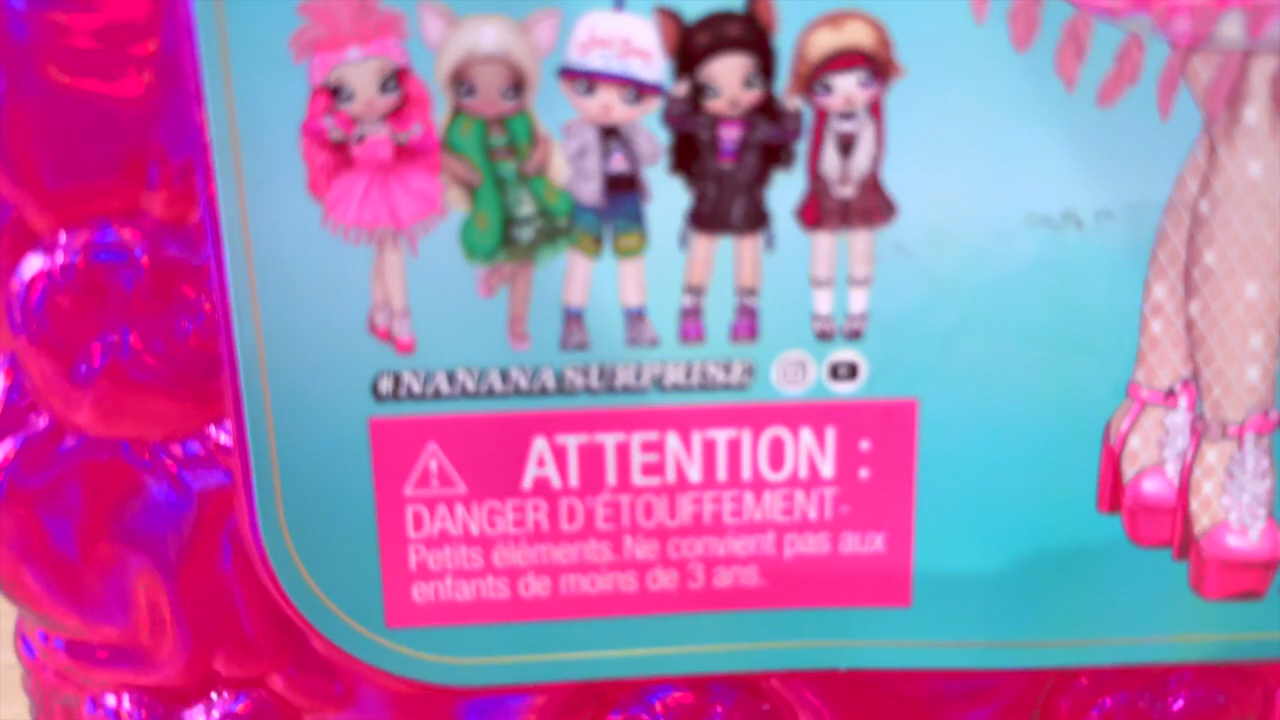 #NANANASURPRISE
ATTENTION :
DANGER D'ÉTOUFFEMENT-
Petits éléments. Ne convient pas aux
enfants de moins de 3 ans.